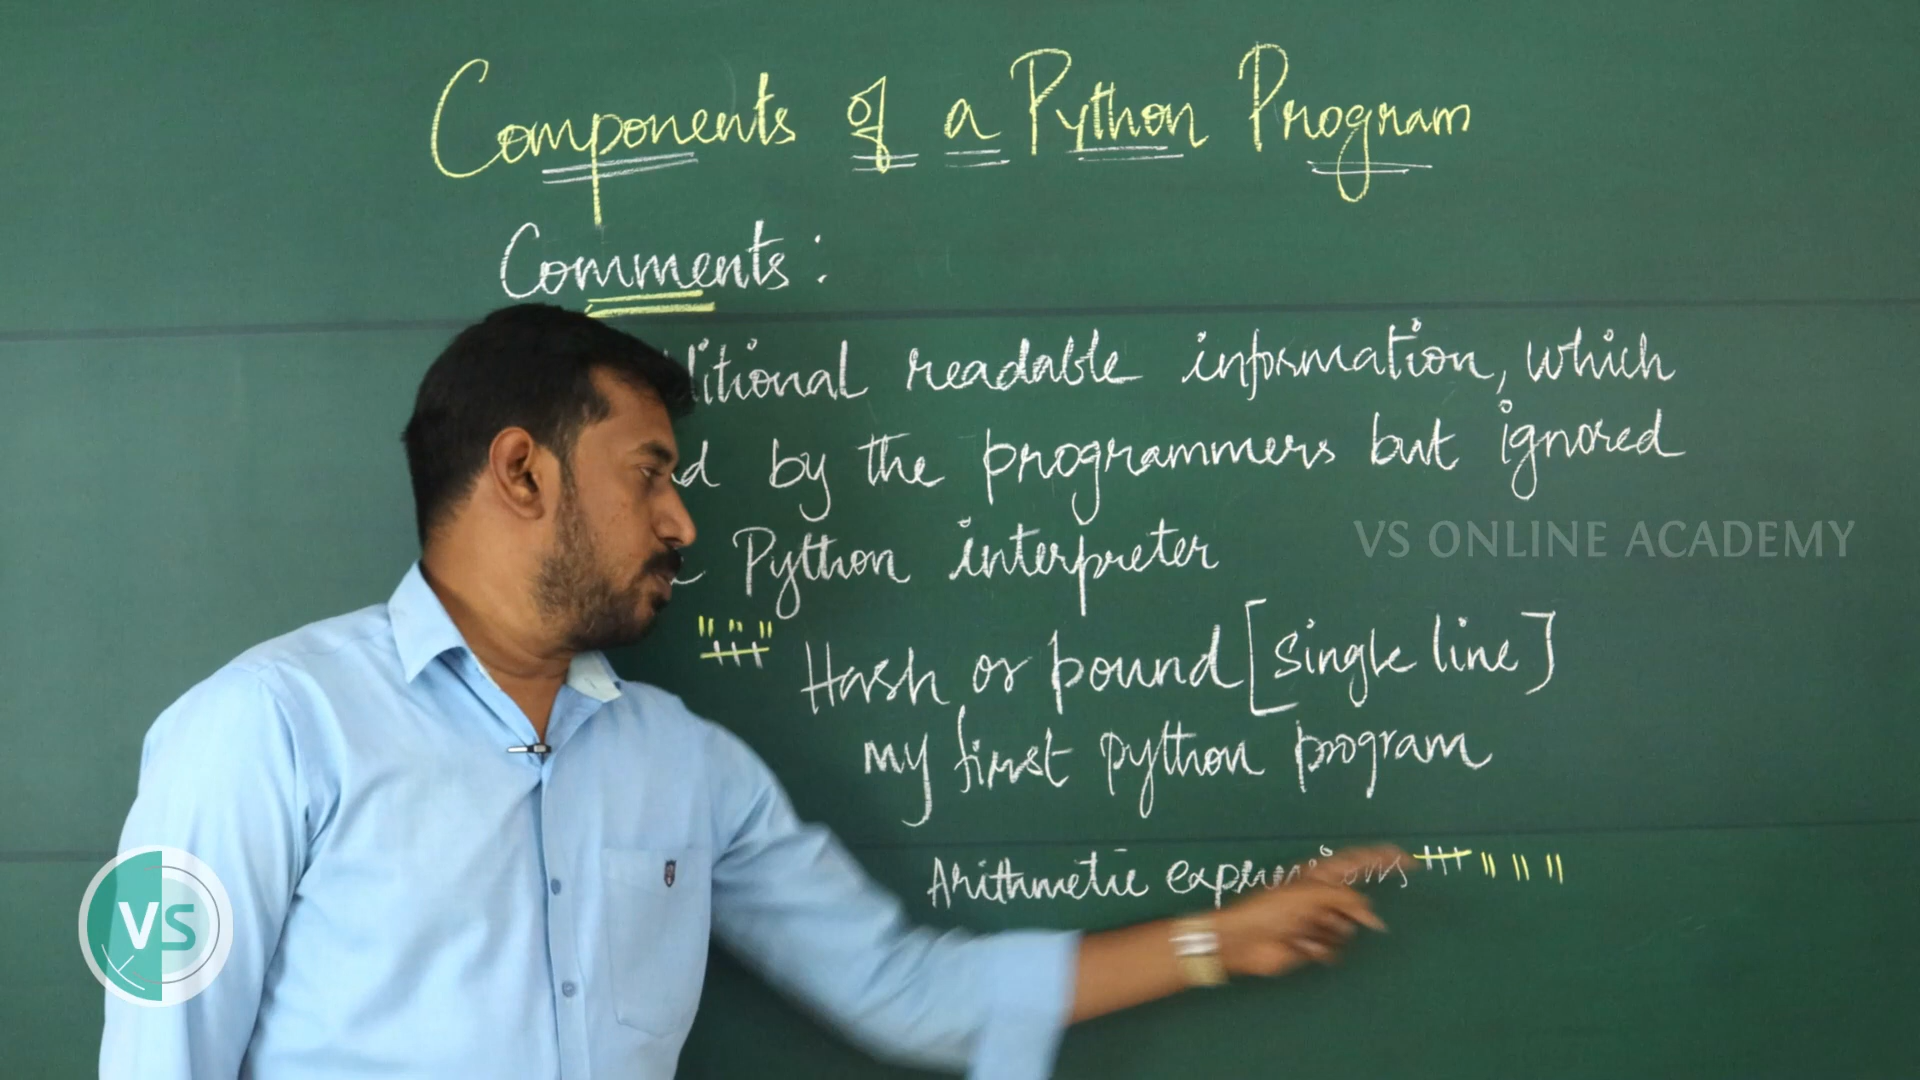 Components of a Python Program
Comments:
ditional readable information, which
d by the programmers but ignored
Python interpreter
VS ONLINE ACADEMY
Hash or pound [single line]
my first python program
Arithmetic
VS